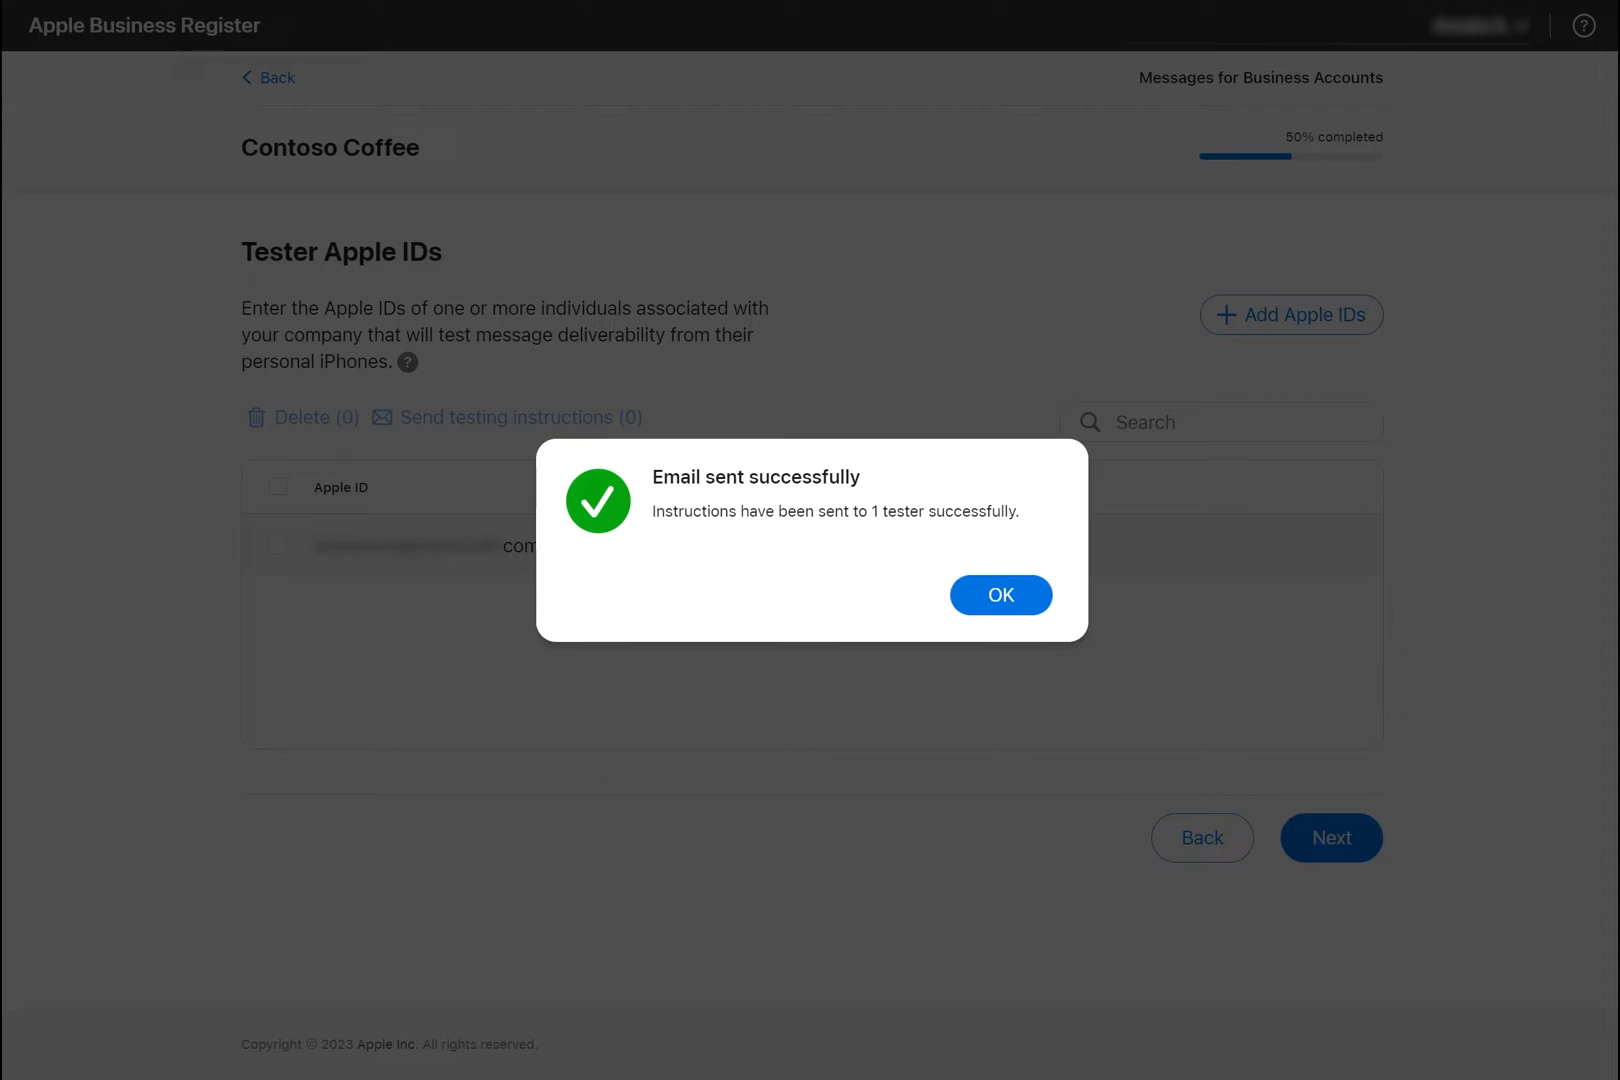 Apple Business Register
Back
Messages for Business Accounts
Contoso Coffee
50% completed
Tester Apple IDs
Enter the Apple IDs of one or more individuals associated with
your company that will test message deliverability from their
personal iPhones. ?
+ Add Apple IDs
Delete (0) Send testing instructions (0)
Search
Apple ID
com
Email sent successfully
Instructions have been sent to 1 tester successfully.
OK
Back
Next
Copyright © 2023 Apple Inc. All rights reserved.